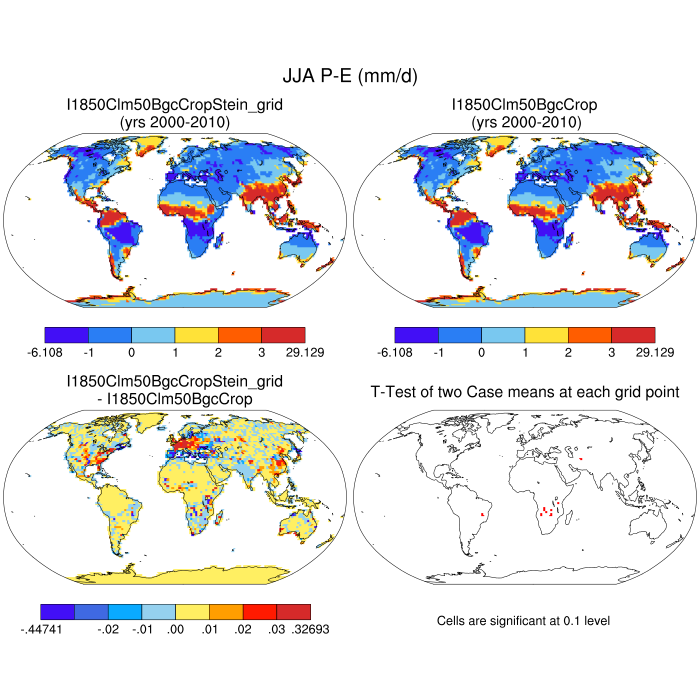 JJA P-E (mm/d)
I1850Clm50BgcCropStein_grid
(yrs 2000-2010)
I1850Clm50BgcCrop
(yrs 2000-2010)
-6.108 -1 0 1 2 3 29.129
-6.108 -1 0 1 2 3 29.129
I1850Clm50BgcCropStein_grid
- I1850Clm50BgcCrop
T-Test of two Case means at each grid point
-.44741 -.02 -.01 .00 .01 .02 .03 .32693
Cells are significant at 0.1 level